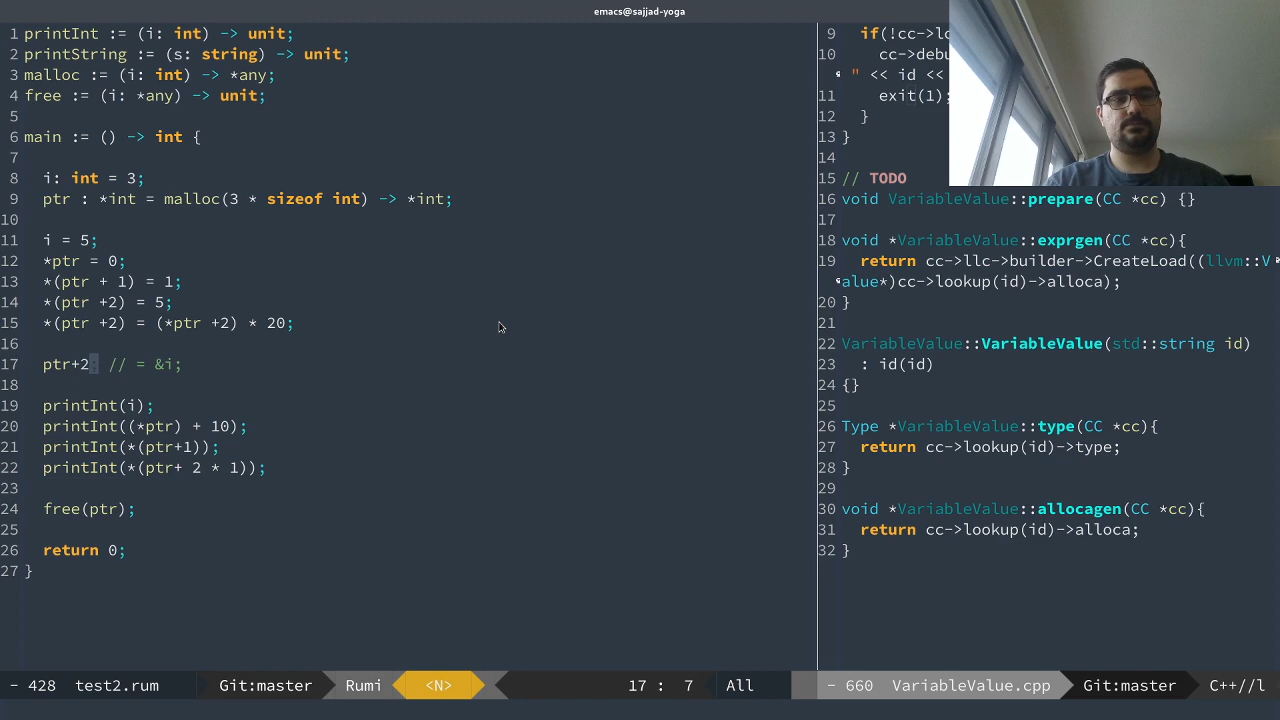 emacs@sajjad-yoga
1 printInt := (i: int) -> unit;
2 printString := (s: string) -> unit;
3 malloc := (i: int) -> *any;
4 free := (i: *any) -> unit;
5
6 main := () -> int {
7
8 i: int = 3;
9 ptr : *int = malloc(3 * sizeof int) -> *int;
10
11 i = 5;
12 *ptr = 0;
13 *(ptr + 1) = 1;
14 *(ptr +2) = 5;
15 *(ptr +2) = (*ptr +2) * 20;
16
17 ptr+2; // = &i;
18
19 printInt(i);
20 printInt((*ptr) + 10);
21 printInt(*(ptr+1));
22 printInt(*(ptr+ 2 * 1));
23
24 free(ptr);
25
26 return 0;
27 }
- 428 test2.rum Git:master Rumi <N> 17 : 7 All
9 if(!cc->lo
10 cc->debu
" << id <<
11 exit(1);
12 }
13 }
14
15 // TODO
16 void VariableValue::prepare(CC *cc) {}
17
18 void *VariableValue::exprgen(CC *cc){
19 return cc->llc->builder->CreateLoad((llvm::V
alue*)cc->lookup(id)->alloca);
20 }
21
22 VariableValue::VariableValue(std::string id)
23 : id(id)
24 {}
25
26 Type *VariableValue::type(CC *cc){
27 return cc->lookup(id)->type;
28 }
29
30 void *VariableValue::allocagen(CC *cc){
31 return cc->lookup(id)->alloca;
32 }
- 660 VariableValue.cpp Git:master C++//l